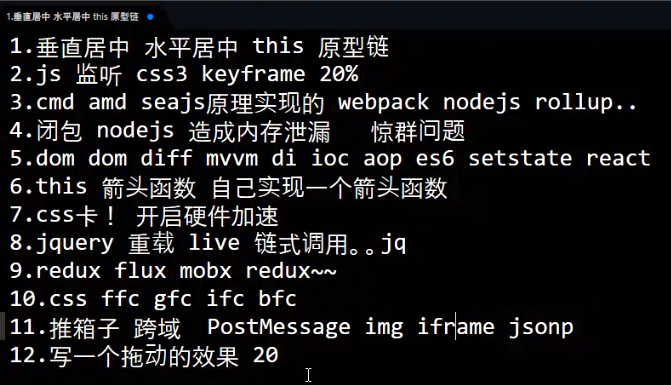 1.垂直居中 水平居中 this 原型链
1.垂直居中 水平居中 this 原型链
2.js 监听 css3 keyframe 20%
3.cmd amd seajs原理实现的 webpack nodejs rollup..
4.闭包 nodejs 造成内存泄漏 惊群问题
5.dom dom diff mvvm di ioc aop es6 setstate react
6.this 箭头函数 自己实现一个箭头函数
7.css卡！ 开启硬件加速
8.jquery 重载 live 链式调用。。jq
9.redux flux mobx redux~~
10.css ffc gfc ifc bfc
11.推箱子 跨域 PostMessage img iframe jsonp
12.写一个拖动的效果 20